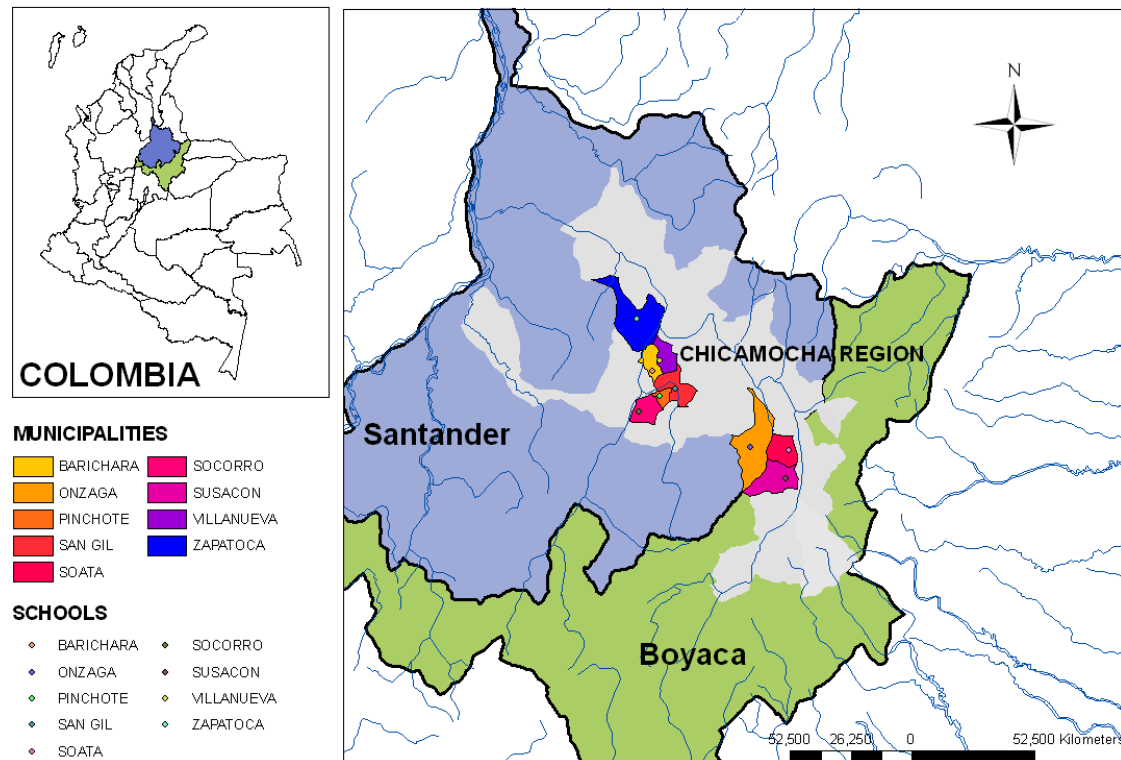 COLOMBIA
MUNICIPALITIES
BARICHARA
ONZAGA
PINCHOTE
SAN GIL
SOATA
SOCORRO
SUSACON
VILLANUEVA
ZAPATOCA
SCHOOLS
BARICHARA
ONZAGA
PINCHOTE
SAN GIL
SOATA
SOCORRO
SUSACON
VILLANUEVA
ZAPATOCA
N
CHICAMOCHA REGION
Santander
Boyaca
52,500 26,250 0 52,500 Kilometers